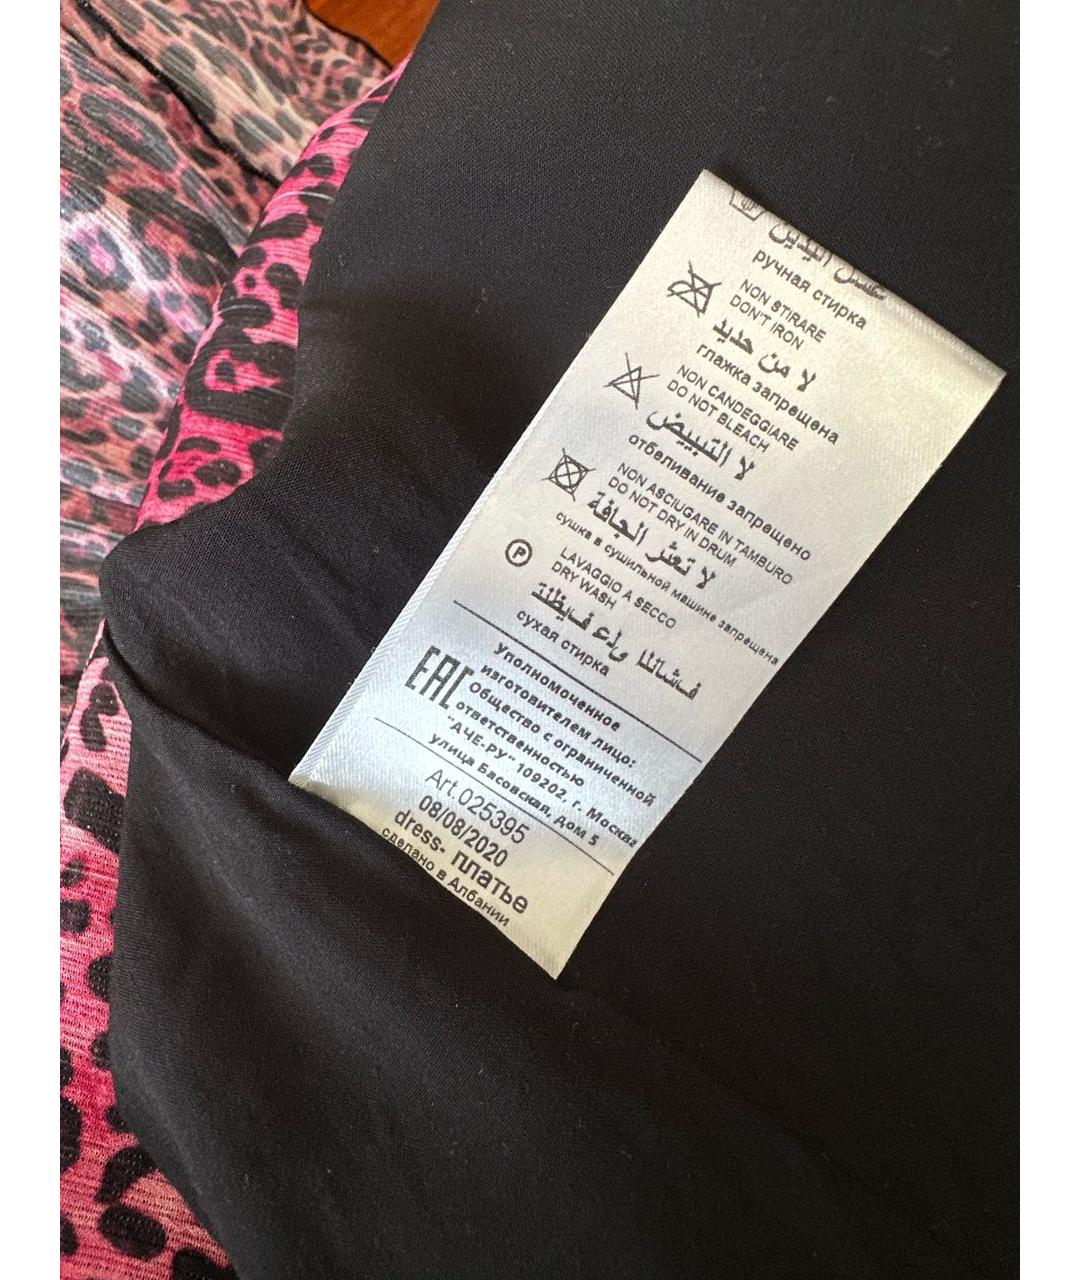 غسل اليدين
ручная стирка
NON STIRARE
DON'T IRON
لا من حديد
глажка запрещена
NON CANDEGGIARE
DO NOT BLEACH
لا التبييض
отбеливание запрещено
NON ASCIUGARE IN TAMBURO
DO NOT DRY IN DRUM
لا تعثر الجافة
сушка в сушильной машине запрещена
P
LAVAGGIO A SECCO
DRY WASH
сухая стирка
Уполномоченное
изготовителем лицо:
EAC
Общество с ограниченной
ответственностью
"АЧЕ-РУ" 109202, г. Москва
улица Басовская, дом 5
Art.025395
08/08/2020
dress- платье
сделано в Албании